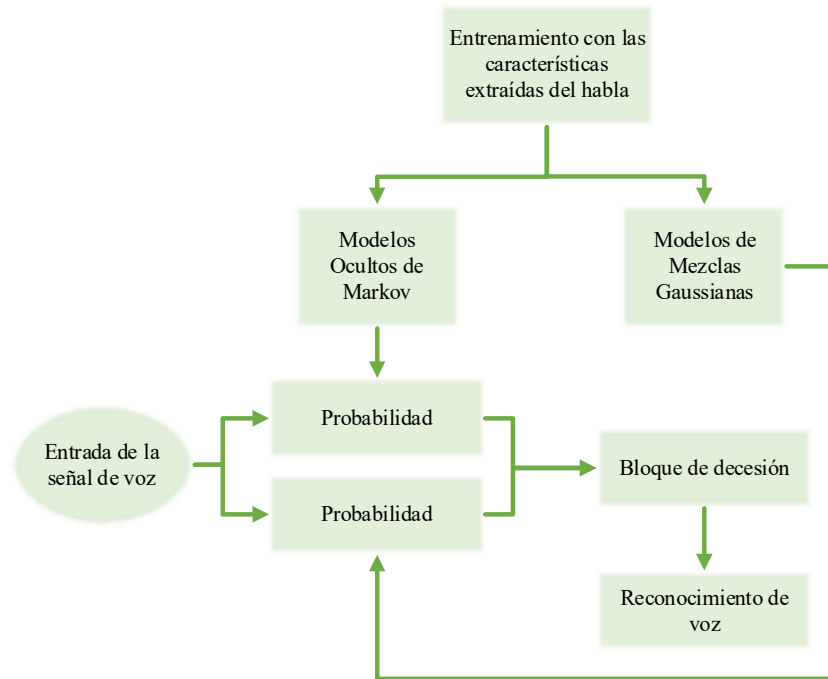 Entrenamiento con las
características
extraídas del habla
Modelos
Ocultos de
Markov
Modelos de
Mezclas
Gaussianas
Probabilidad
Entrada de la
señal de voz
Bloque de decesión
Probabilidad
Reconocimiento de
voz